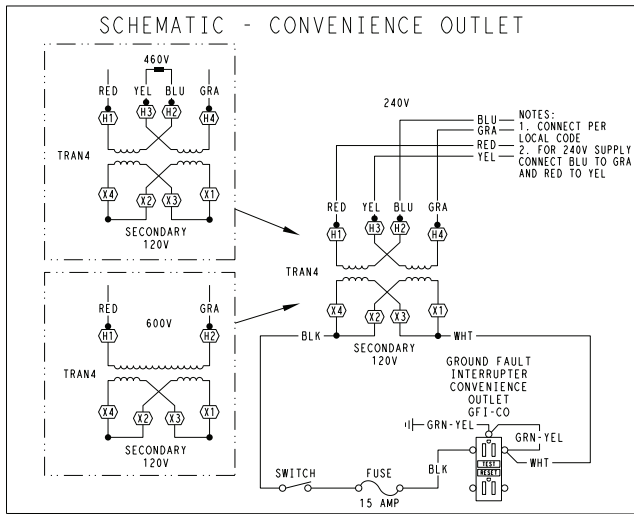 SCHEMATIC - CONVENIENCE OUTLET
460V
RED YEL BLU GRA
H1 H3 H2 H4
TRAN4
X4 X2 X3 X1
SECONDARY
120V
600V
RED GRA
H1 H2
TRAN4
X4 X2 X3 X1
SECONDARY
120V
240V
BLU
GRA
RED
YEL
NOTES:
1. CONNECT PER
LOCAL CODE
2. FOR 240V SUPPLY
CONNECT BLU TO GRA
AND RED TO YEL
RED YEL BLU GRA
H1 H3 H2 H4
TRAN4
X4 X2 X3 X1
BLK WHT
SECONDARY
120V
GROUND FAULT
INTERRUPTER
CONVENIENCE
OUTLET
GFI-CO
GRN-YEL
GRN-YEL
WHT
BLK
TEST
RESET
SWITCH FUSE
15 AMP